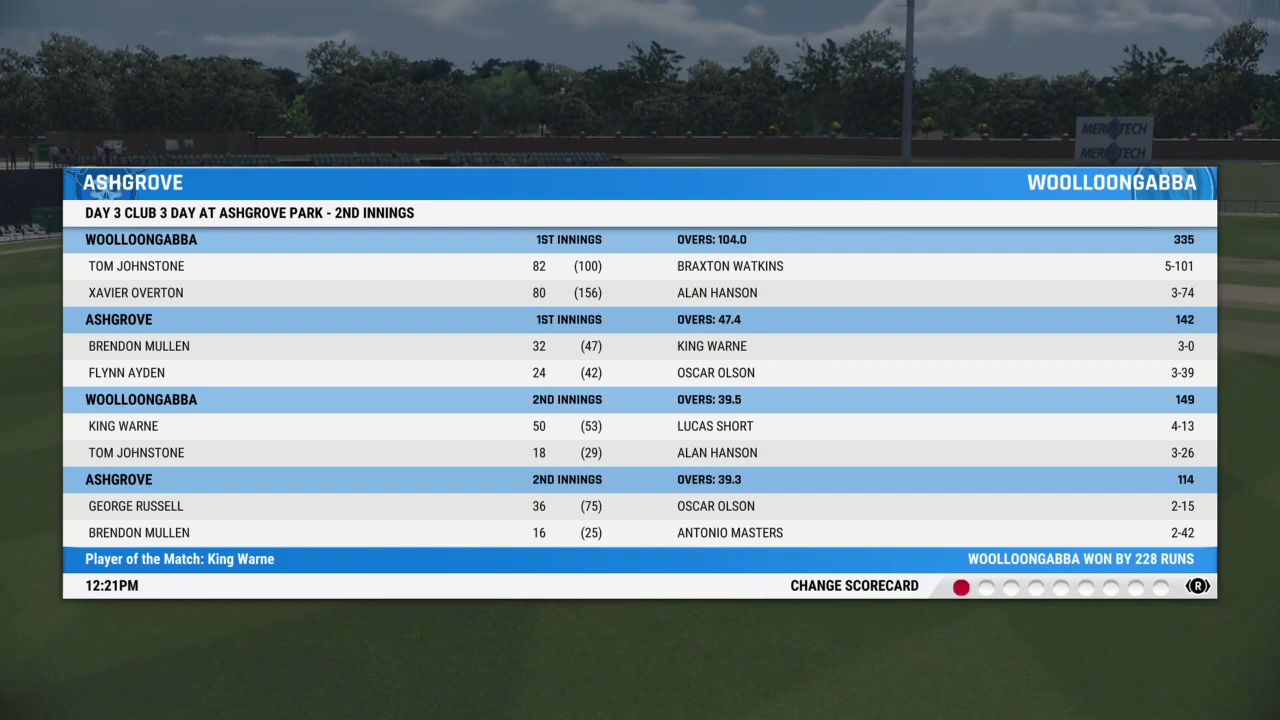 MERKTECH
MERKTECH
ASHGROVE WOOLLOONGABBA
DAY 3 CLUB 3 DAY AT ASHGROVE PARK - 2ND INNINGS
WOOLLOONGABBA 1ST INNINGS OVERS: 104.0 335
TOM JOHNSTONE 82 (100) BRAXTON WATKINS 5-101
XAVIER OVERTON 80 (156) ALAN HANSON 3-74
ASHGROVE 1ST INNINGS OVERS: 47.4 142
BRENDON MULLEN 32 (47) KING WARNE 3-0
FLYNN AYDEN 24 (42) OSCAR OLSON 3-39
WOOLLOONGABBA 2ND INNINGS OVERS: 39.5 149
KING WARNE 50 (53) LUCAS SHORT 4-13
TOM JOHNSTONE 18 (29) ALAN HANSON 3-26
ASHGROVE 2ND INNINGS OVERS: 39.3 114
GEORGE RUSSELL 36 (75) OSCAR OLSON 2-15
BRENDON MULLEN 16 (25) ANTONIO MASTERS 2-42
Player of the Match: King Warne WOOLLOONGABBA WON BY 228 RUNS
12:21PM CHANGE SCORECARD R